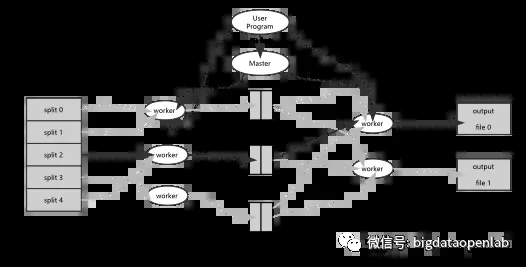 User
Program
Master
split 0
split 1
split 2
split 3
split 4
worker
worker
worker
worker
worker
output
file 0
output
file 1
微信号: bigdataopenlab